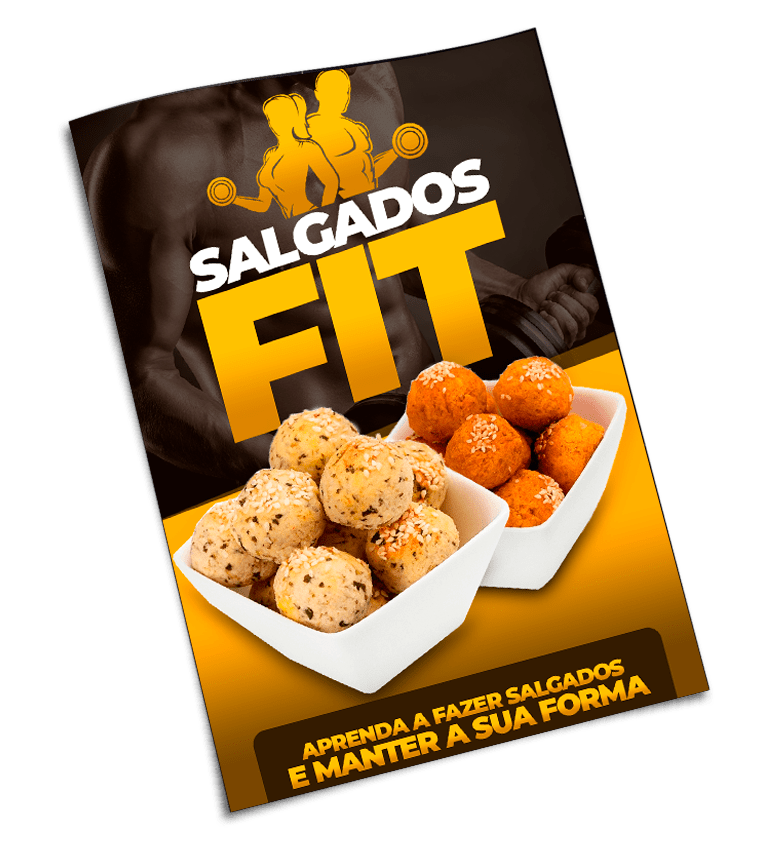 SALGADOS
FIT
APRENDA A FAZER SALGADOS
E MANTER A SUA FORMA